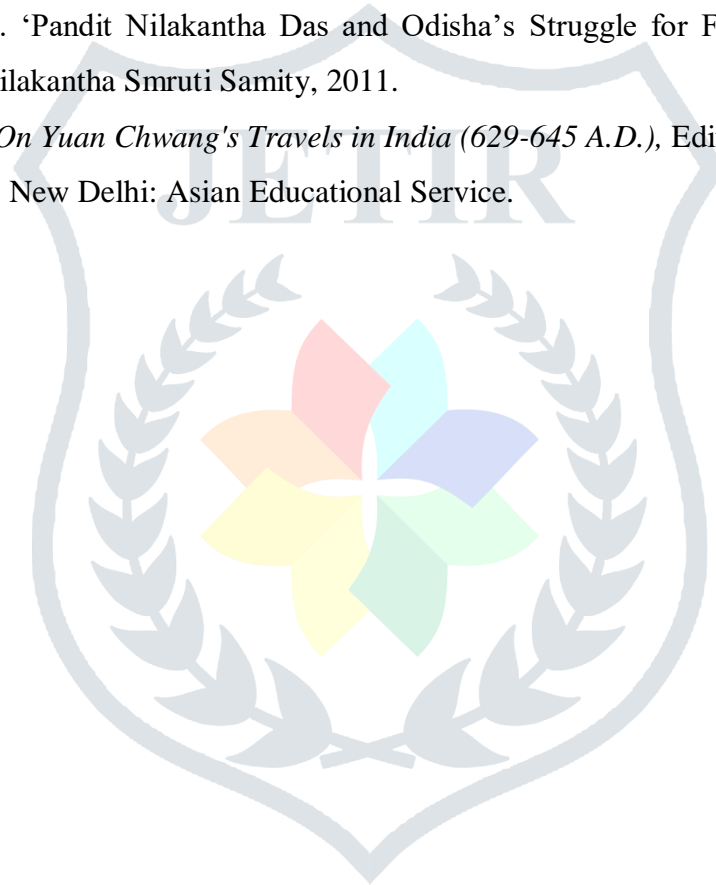 . ‘Pandit Nilakantha Das and Odisha’s Struggle for F
ilakantha Smruti Samity, 2011.
On Yuan Chwang's Travels in India (629-645 A.D.), Edi
New Delhi: Asian Educational Service.
JETIR